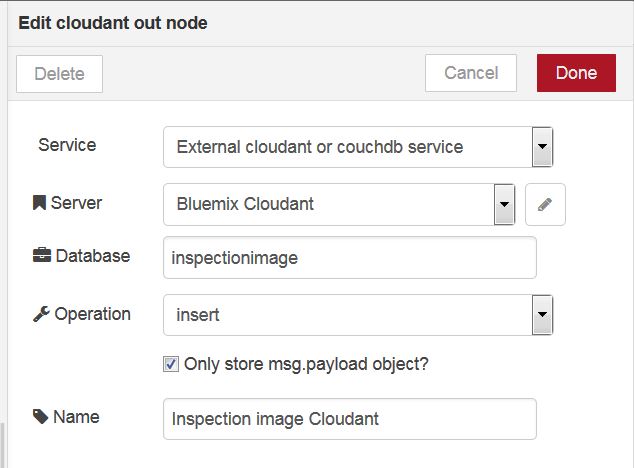 Edit cloudant out node
Delete Cancel Done
Service External cloudant or couchdb service
Server Bluemix Cloudant
Database inspectionimage
Operation insert
Only store msg.payload object?
Name Inspection image Cloudant